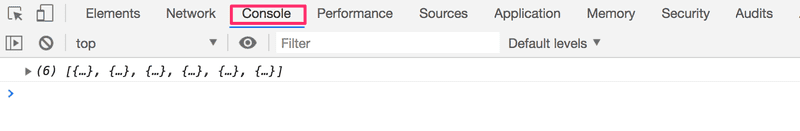 Elements Network Console Performance Sources Application Memory Security Audits
top Filter Default levels
(6) [{…}, {…}, {…}, {…}, {…}, {…}]